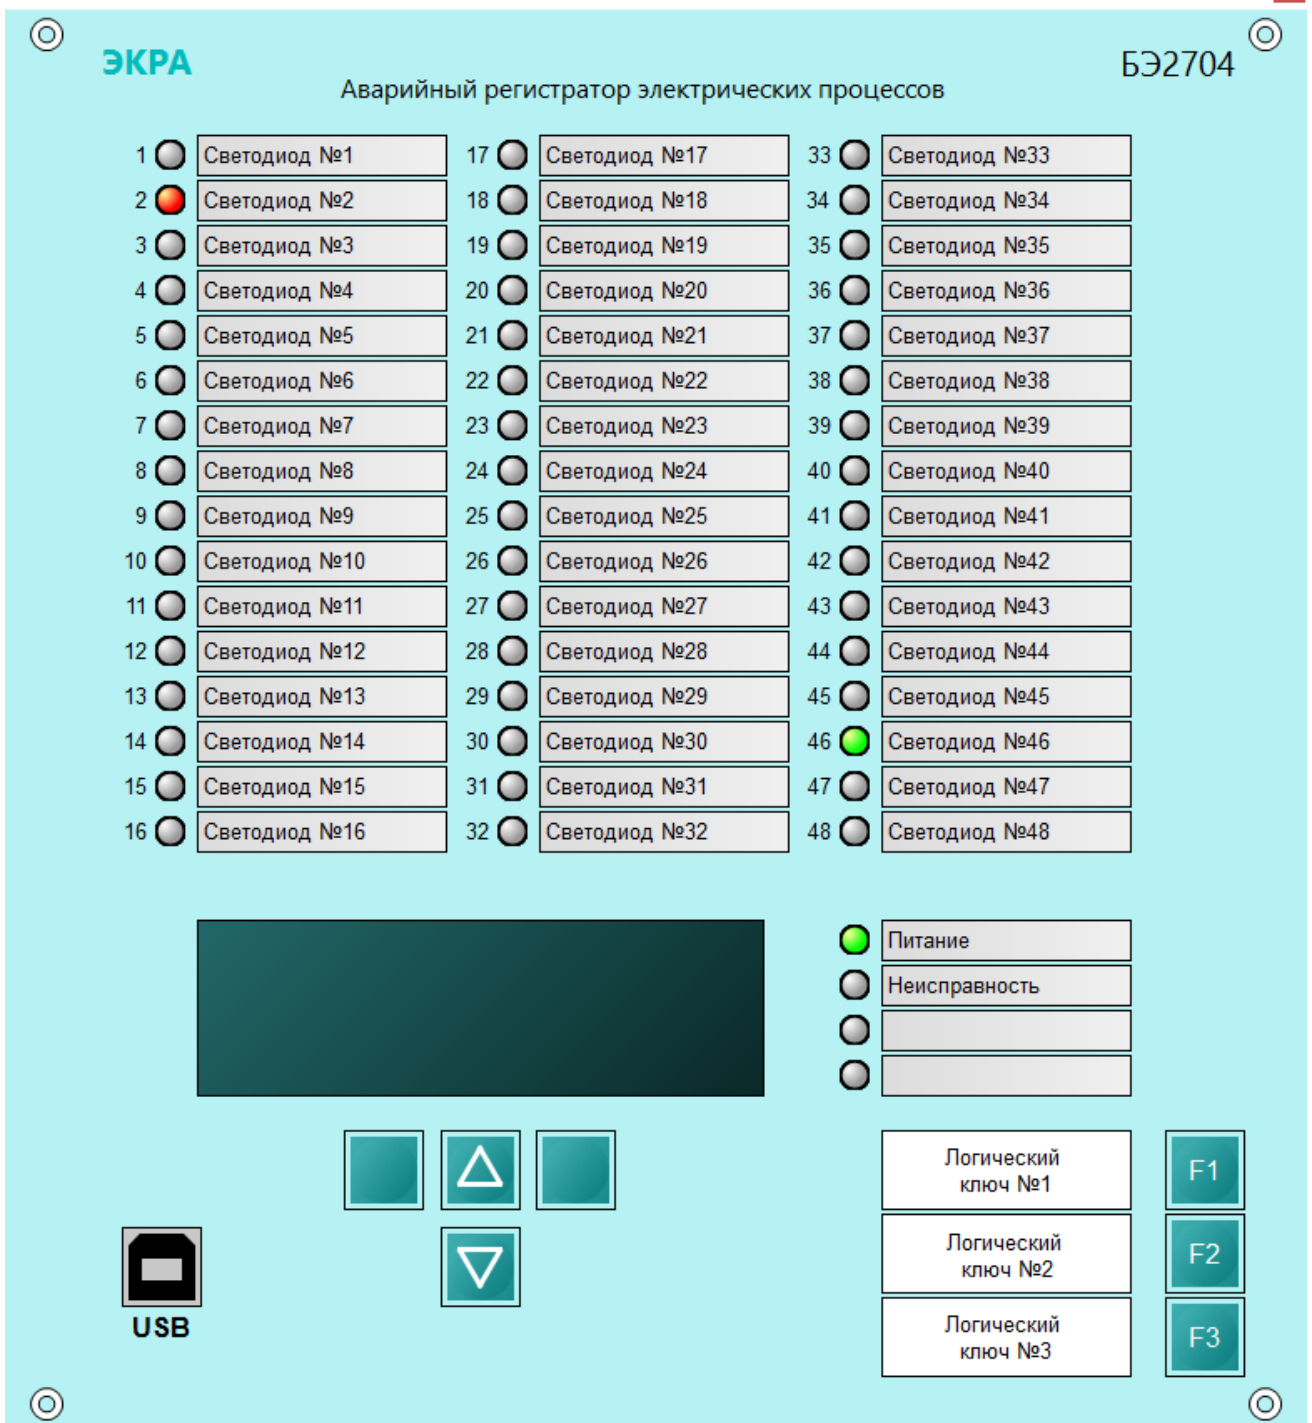 ЭКРА
БЭ2704
Аварийный регистратор электрических процессов
1 Светодиод №1 17 Светодиод №17 33 Светодиод №33
2 Светодиод №2 18 Светодиод №18 34 Светодиод №34
3 Светодиод №3 19 Светодиод №19 35 Светодиод №35
4 Светодиод №4 20 Светодиод №20 36 Светодиод №36
5 Светодиод №5 21 Светодиод №21 37 Светодиод №37
6 Светодиод №6 22 Светодиод №22 38 Светодиод №38
7 Светодиод №7 23 Светодиод №23 39 Светодиод №39
8 Светодиод №8 24 Светодиод №24 40 Светодиод №40
9 Светодиод №9 25 Светодиод №25 41 Светодиод №41
10 Светодиод №10 26 Светодиод №26 42 Светодиод №42
11 Светодиод №11 27 Светодиод №27 43 Светодиод №43
12 Светодиод №12 28 Светодиод №28 44 Светодиод №44
13 Светодиод №13 29 Светодиод №29 45 Светодиод №45
14 Светодиод №14 30 Светодиод №30 46 Светодиод №46
15 Светодиод №15 31 Светодиод №31 47 Светодиод №47
16 Светодиод №16 32 Светодиод №32 48 Светодиод №48
Питание
Неисправность
Логический
ключ №1
F1
Логический
ключ №2
F2
Логический
ключ №3
F3
USB